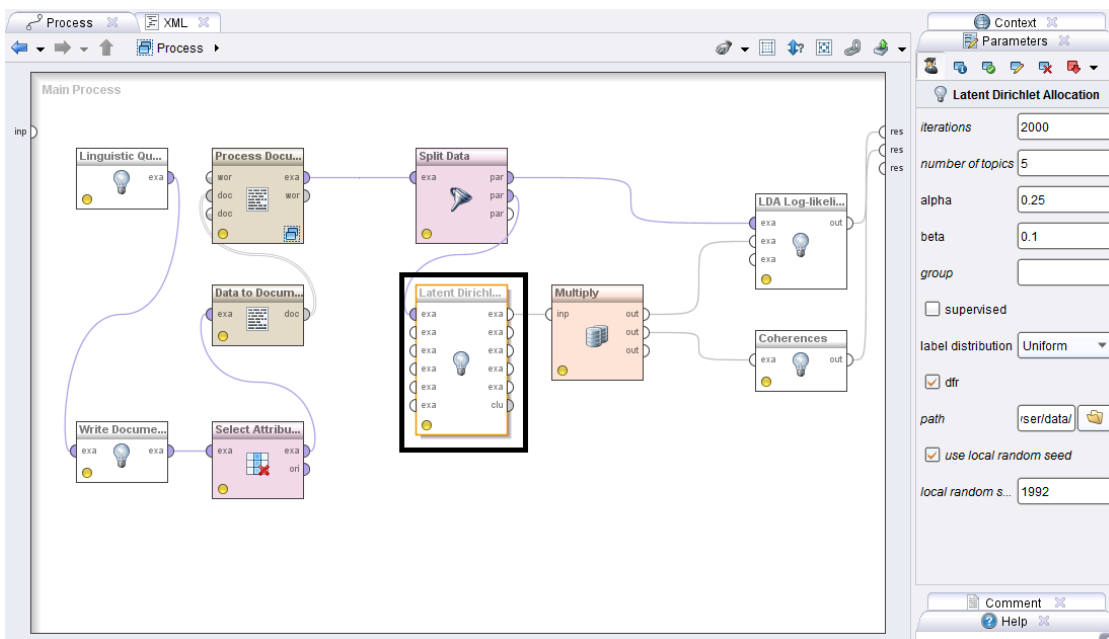 Process
XML
Process
Main Process
inp
res
res
res
Linguistic Qu...
exa
Process Docu...
wor
exa
doc
wor
doc
Split Data
exa
par
par
par
LDA Log-likeli...
exa
out
exa
exa
Data to Docum...
exa
doc
Latent Dirichl...
exa
exa
exa
exa
exa
exa
exa
exa
exa
exa
exa
clu
Multiply
inp
out
out
out
Coherences
exa
out
Write Docume...
exa
exa
Select Attribu...
exa
exa
ori
Context
Parameters
Latent Dirichlet Allocation
iterations
2000
number of topics
5
alpha
0.25
beta
0.1
group
supervised
label distribution
Uniform
dfr
path
ser/data/
use local random seed
local random s...
1992
Comment
Help